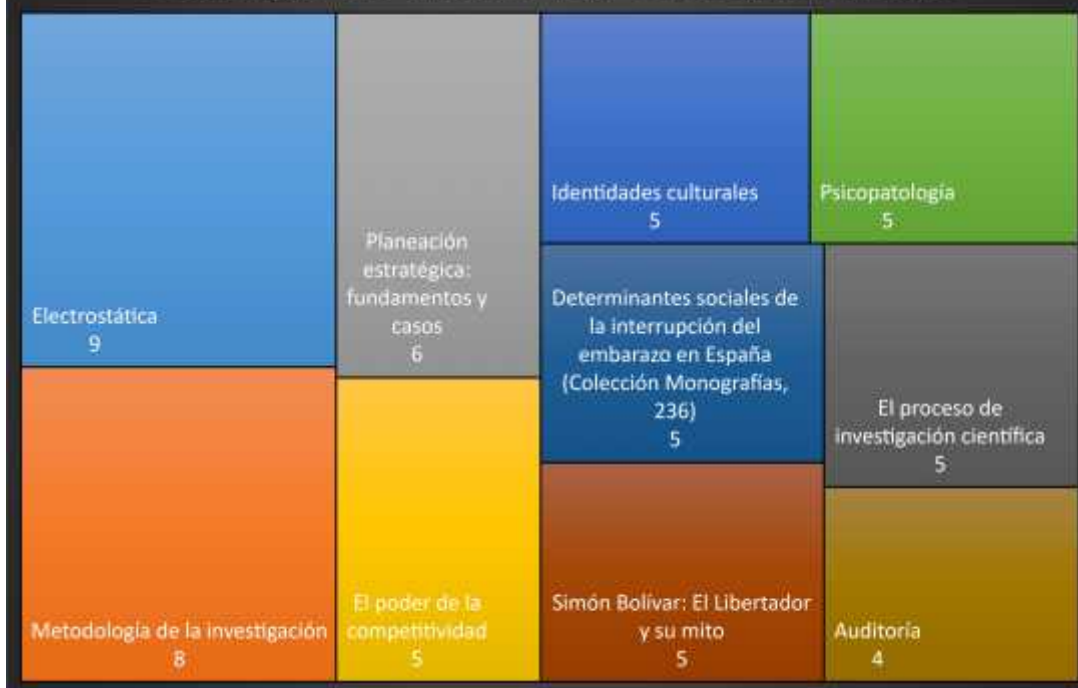 Electrostática
9
Metodología de la investigación
8
Planeación
estratégica:
fundamentos y
casos
6
El poder de la
competitividad
5
Identidades culturales
5
Psicopatología
5
Determinantes sociales de
la interrupción del
embarazo en España
(Colección Monografías,
236)
5
El proceso de
investigación científica
5
Simón Bolívar: El Libertador
y su mito
5
Auditoría
4